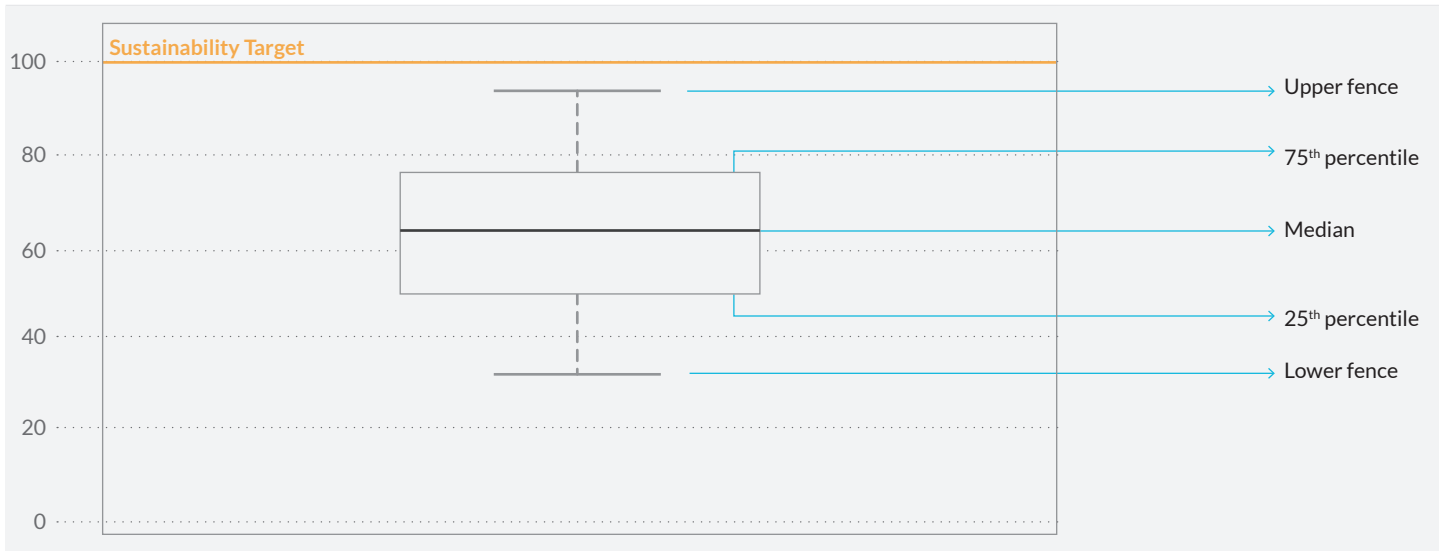 Sustainability Target
100
80
60
40
20
0
Upper fence
75th percentile
Median
25th percentile
Lower fence